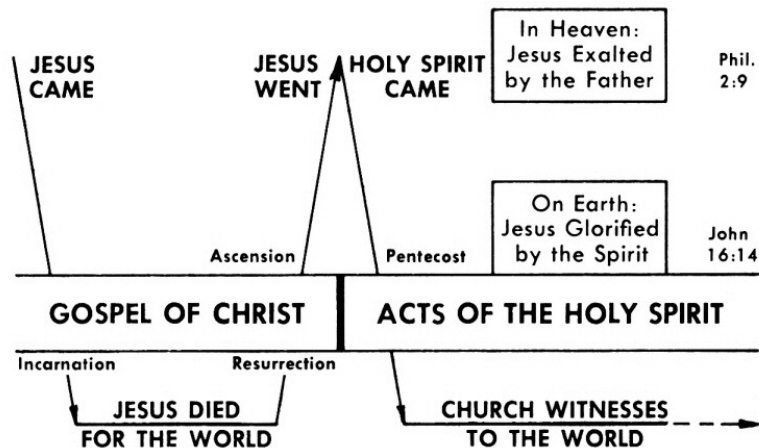 JESUS
CAME
JESUS
WENT
HOLY SPIRIT
CAME
In Heaven:
Jesus Exalted
by the Father
Phil.
2:9
Ascension
Pentecost
On Earth:
Jesus Glorified
by the Spirit
John
16:14
GOSPEL OF CHRIST
ACTS OF THE HOLY SPIRIT
Incarnation
Resurrection
JESUS DIED
FOR THE WORLD
CHURCH WITNESSES
TO THE WORLD